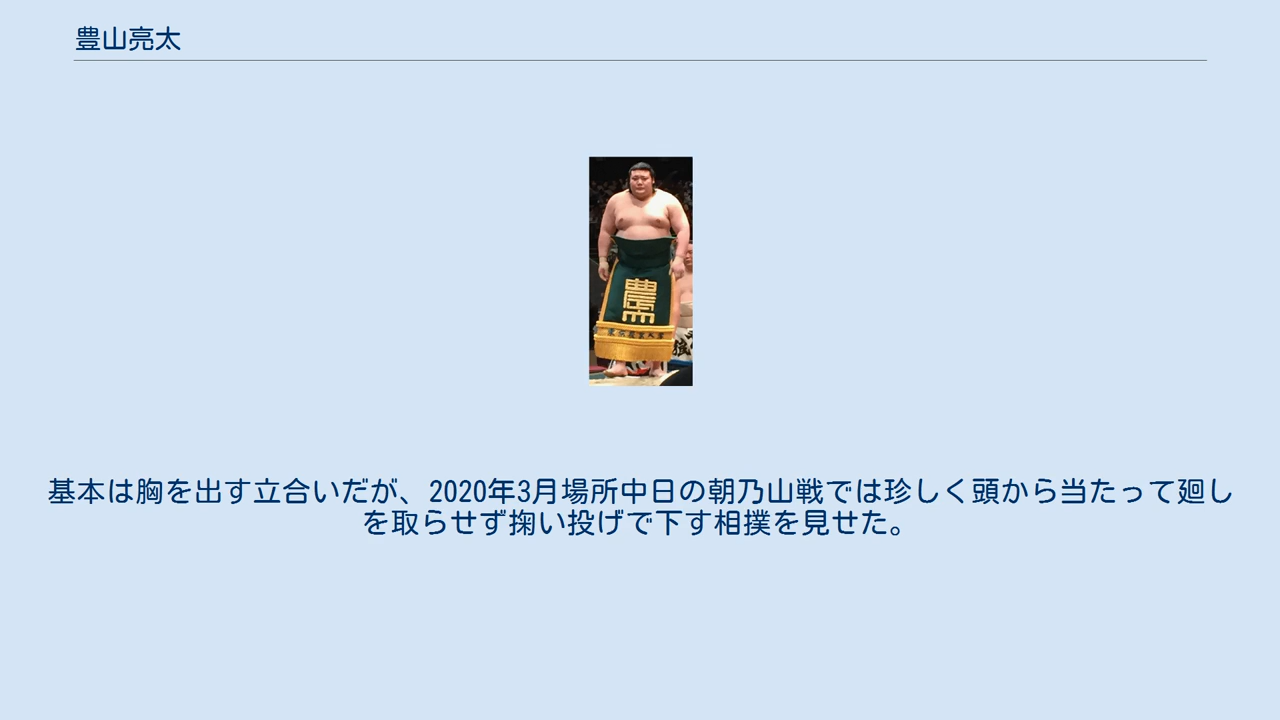 豊山亮太
豊
基本は胸を出す立合いだが、2020年3月場所中日の朝乃山戦では珍しく頭から当たって廻し
を取らせず掬い投げで下す相撲を見せた。